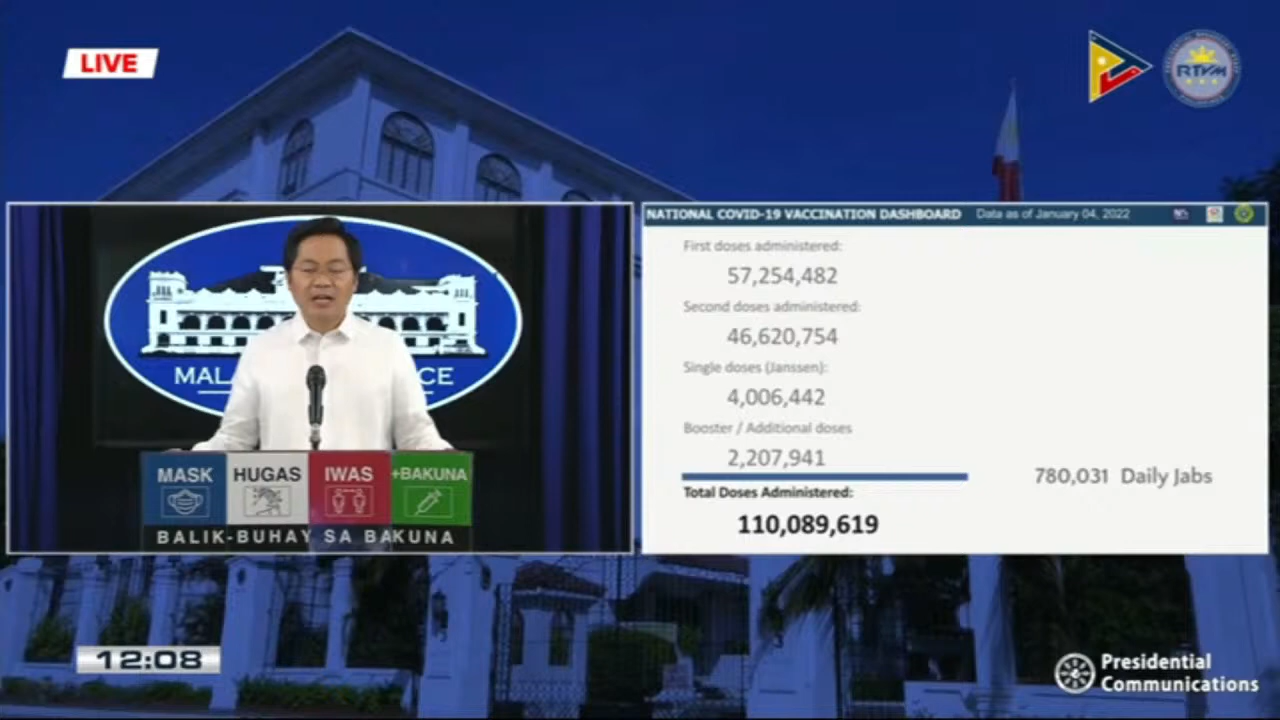 LIVE
RTVM
NATIONAL COVID-19 VACCINATION DASHBOARD Data as of January 04, 2022
First doses administered:
57,254,482
Second doses administered:
46,620,754
Single doses (Janssen):
4,006,442
Booster / Additional doses
2,207,941
780,031 Daily Jabs
Total Doses Administered:
110,089,619
MAL CE
MASK HUGAS IWAS +BAKUNA
BALIK-BUHAY SA BAKUNA
12:08
Presidential
Communications